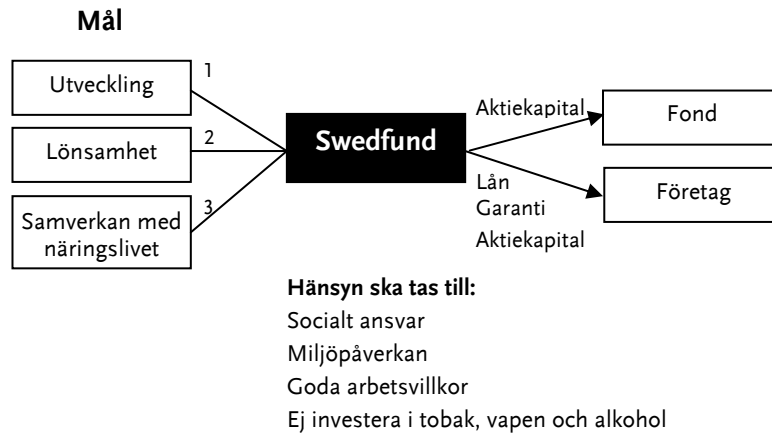 Mål
1
Utveckling
2
Lönsamhet
3
Samverkan med
näringslivet
Swedfund
Aktiekapital
Fond
Lån
Garanti
Aktiekapital
Företag
Hänsyn ska tas till:
Socialt ansvar
Miljöpåverkan
Goda arbetsvillkor
Ej investera i tobak, vapen och alkohol